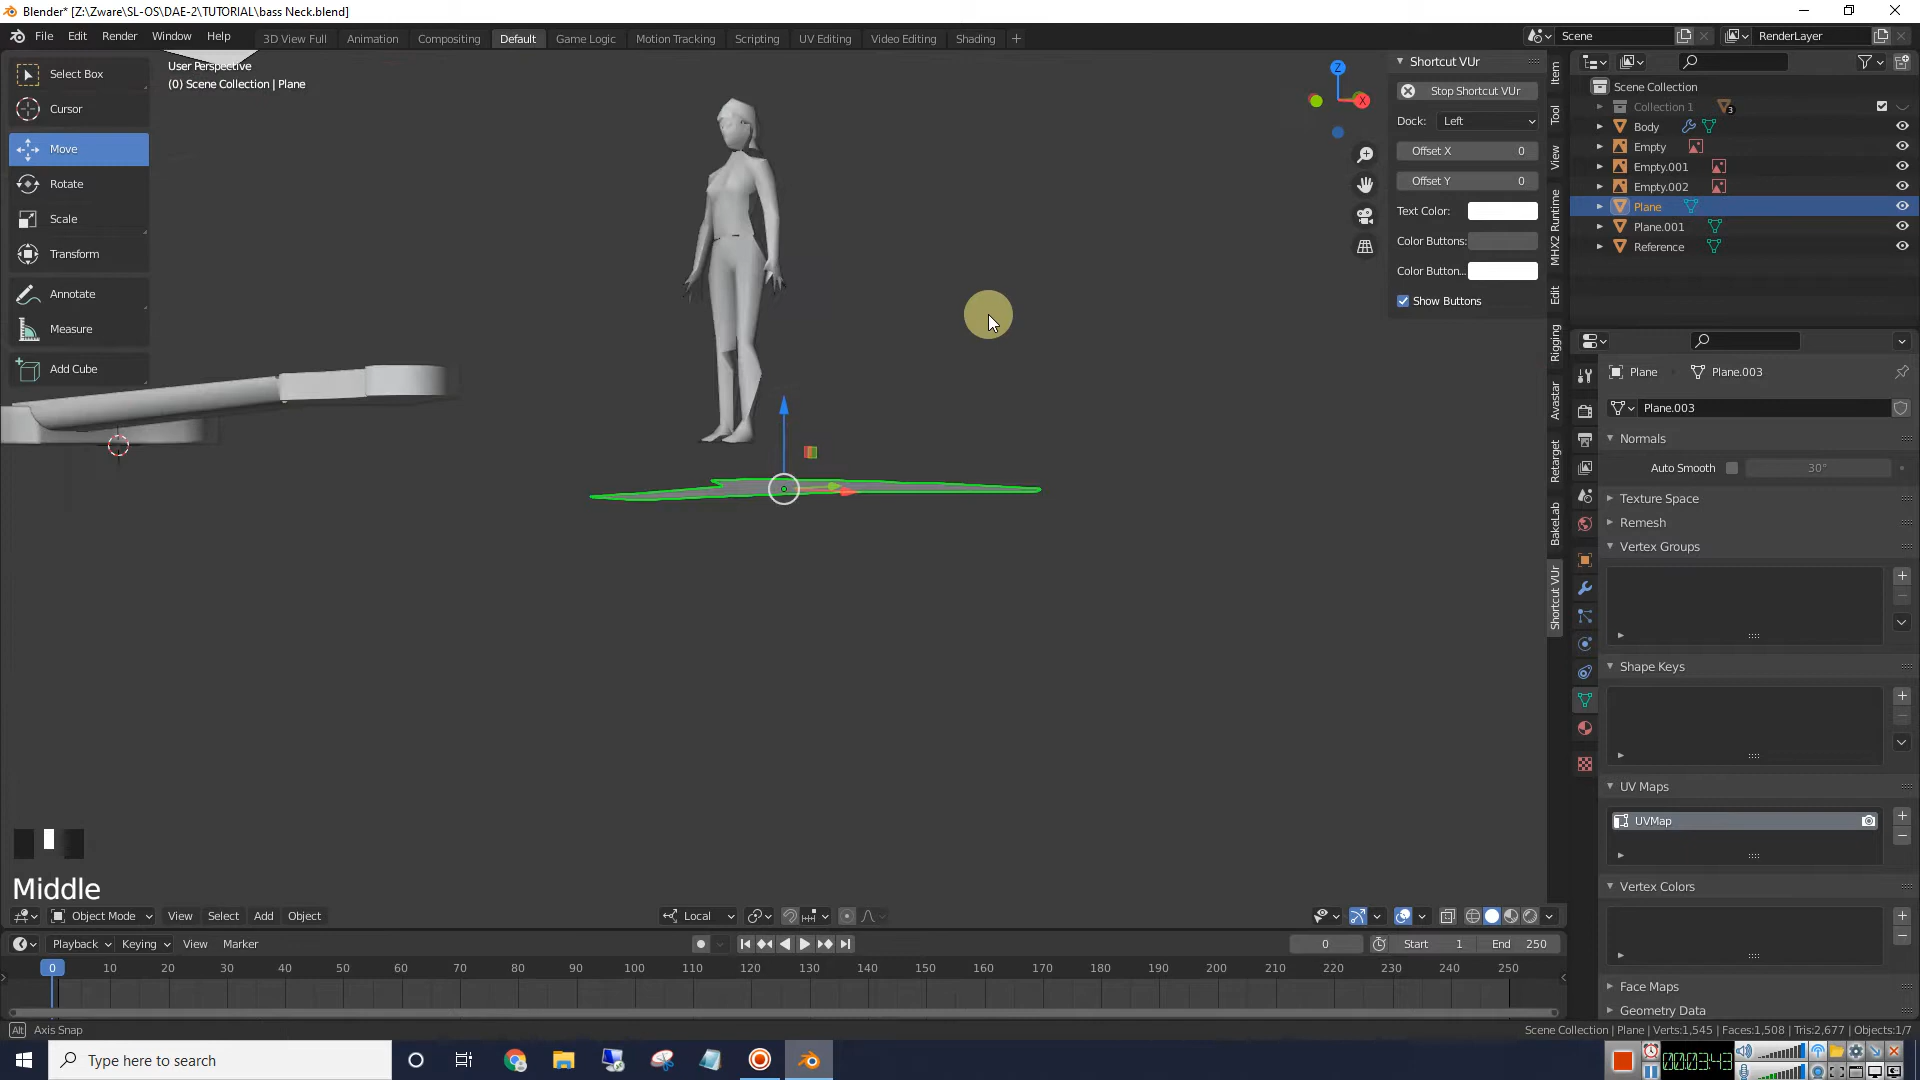 Blender* [Z:\Zware\SL-OS\DAE-2\TUTORIAL\bass Neck.blend]
File Edit Render Window Help 3D View Full Animation Compositing Default Game Logic Motion Tracking Scripting UV Editing Video Editing Shading + Scene RenderLayer
User Perspective
(0) Scene Collection | Plane
Select Box
Cursor
Move
Rotate
Scale
Transform
Annotate
Measure
Add Cube
Z
X
Shortcut VUr
Stop Shortcut VUr
Dock: Left
Offset X 0
Offset Y 0
Text Color:
Color Buttons:
Color Button...
Show Buttons
Item
Tool
View
MHX2 Runtime
Edit
Rigging
Avastar
Retarget
BakeLab
Shortcut VUr
Scene Collection
Collection 1 3
Body
Empty
Empty.001
Empty.002
Plane
Plane.001
Reference
Plane Plane.003
Plane.003
Normals
Auto Smooth 30°
Texture Space
Remesh
Vertex Groups
Shape Keys
UV Maps
UVMap
Vertex Colors
Face Maps
Geometry Data
Middle
Object Mode View Select Add Object Local
Playback Keying View Marker 0 Start 1 End 250
0 10 20 30 40 50 60 70 80 90 100 110 120 130 140 150 160 170 180 190 200 210 220 230 240 250
Alt Axis Snap
Scene Collection | Plane | Verts:1,545 | Faces:1,508 | Tris:2,677 | Objects:1/7
Type here to search
00:03:43